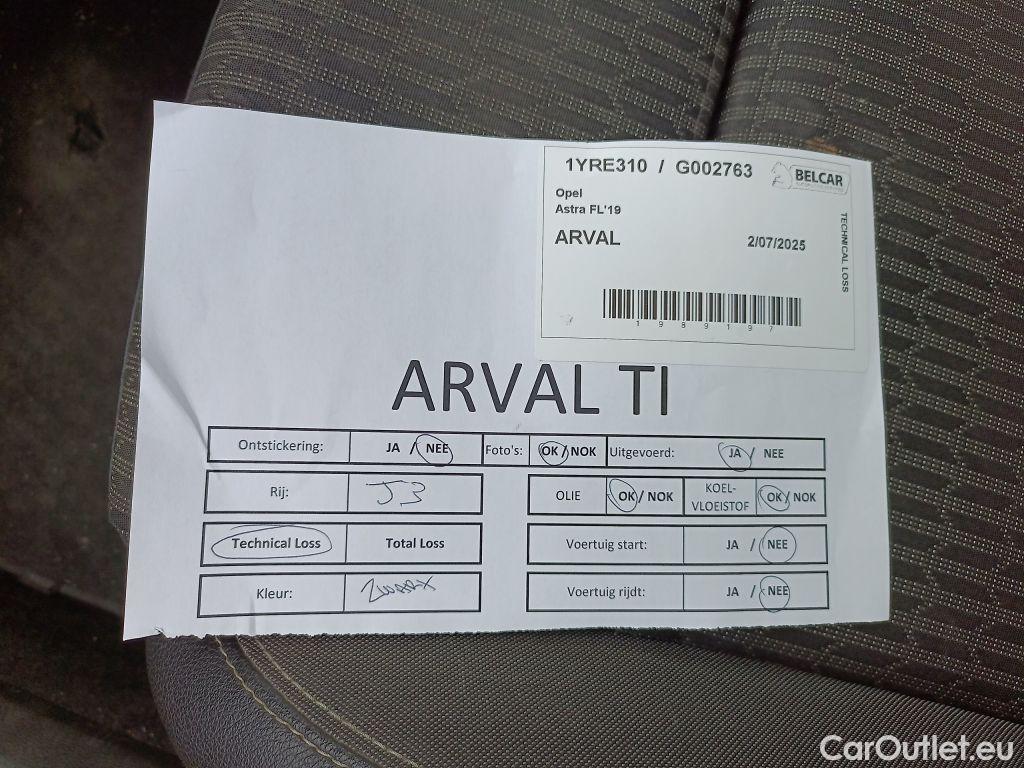 1YRE310 / G002763
BELCAR
Opel
Astra FL'19
ARVAL
2/07/2025
TECHNICAL LOSS
1989197
ARVAL TI
Ontstickering: JA / NEE Foto's: OK / NOK Uitgevoerd: JA / NEE
Rij: J3 OLIE OK / NOK KOEL-
VLOEISTOF OK / NOK
Technical Loss Total Loss Voertuig start: JA / NEE
Kleur: Voertuig rijdt: JA / NEE
CarOutlet.eu